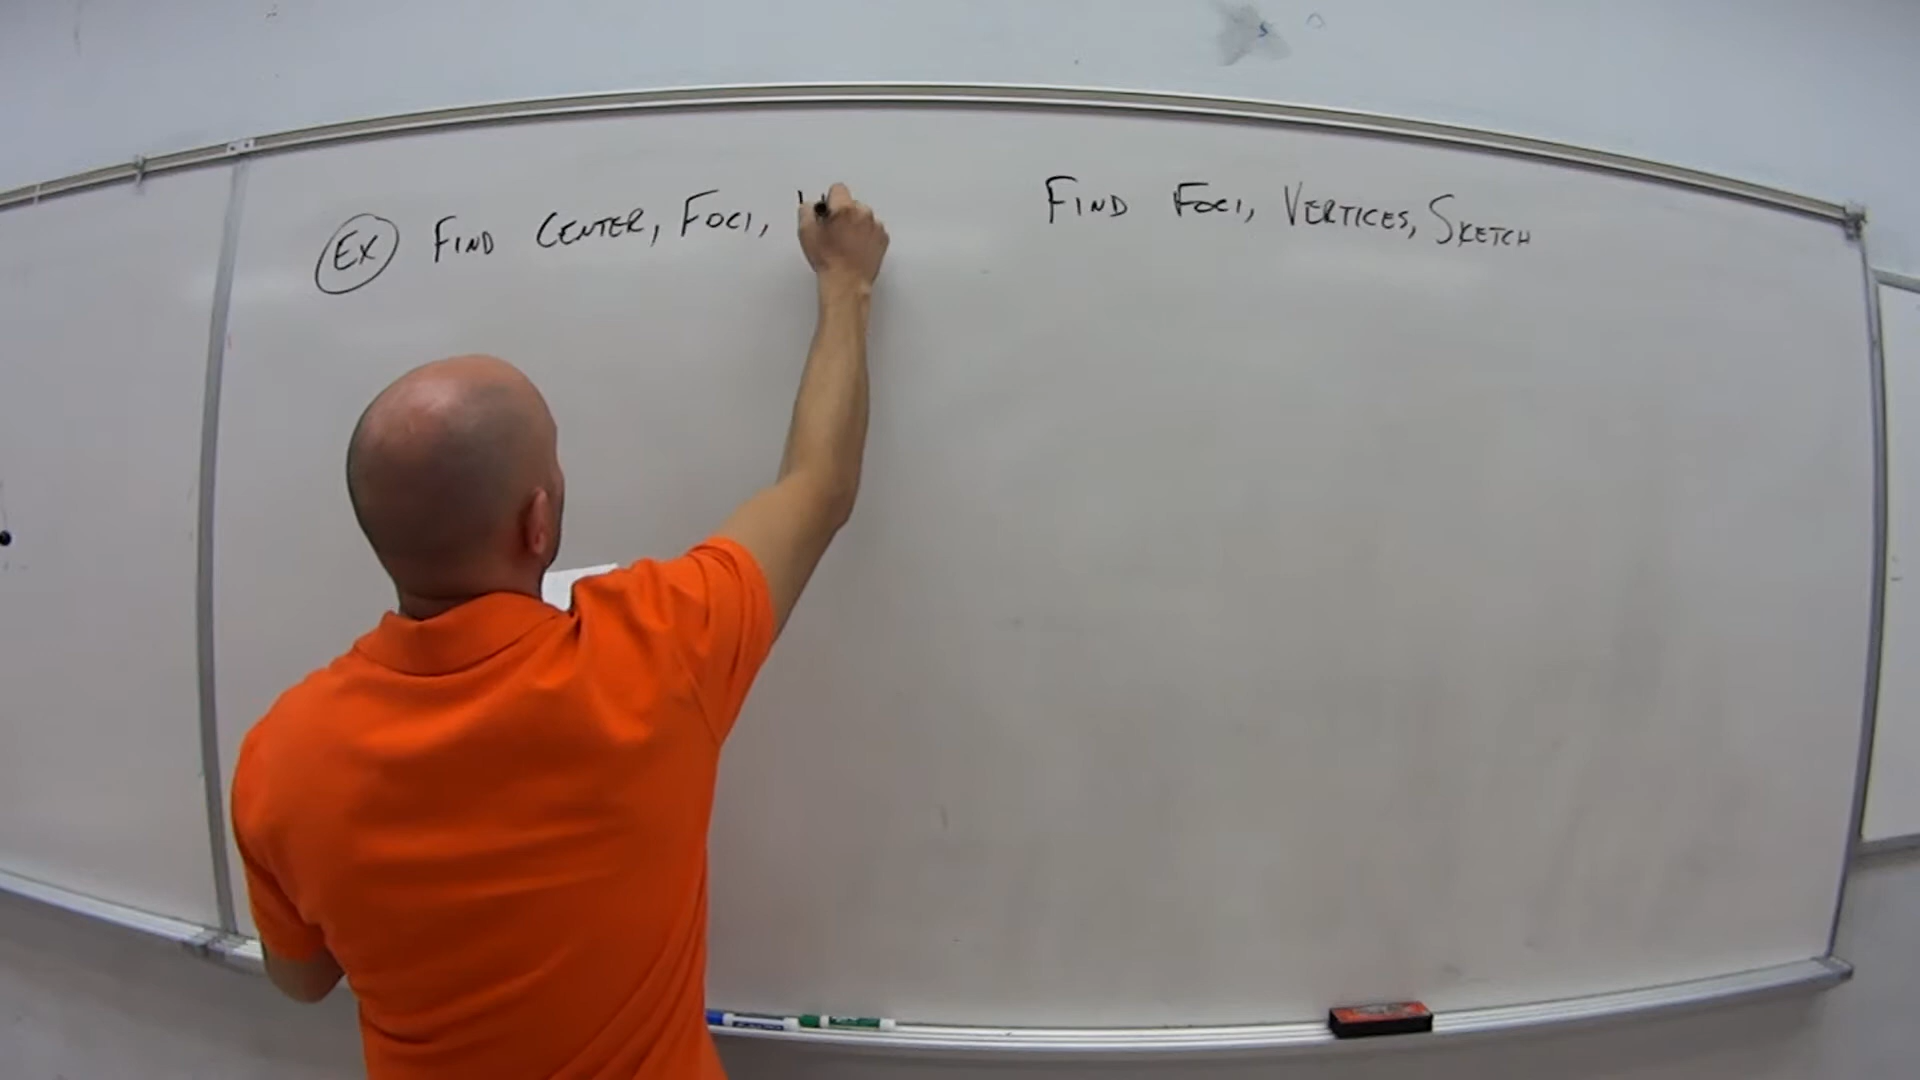 EX FIND CENTER, FOCI,
FIND FOCI, VERTICES, SKETCH